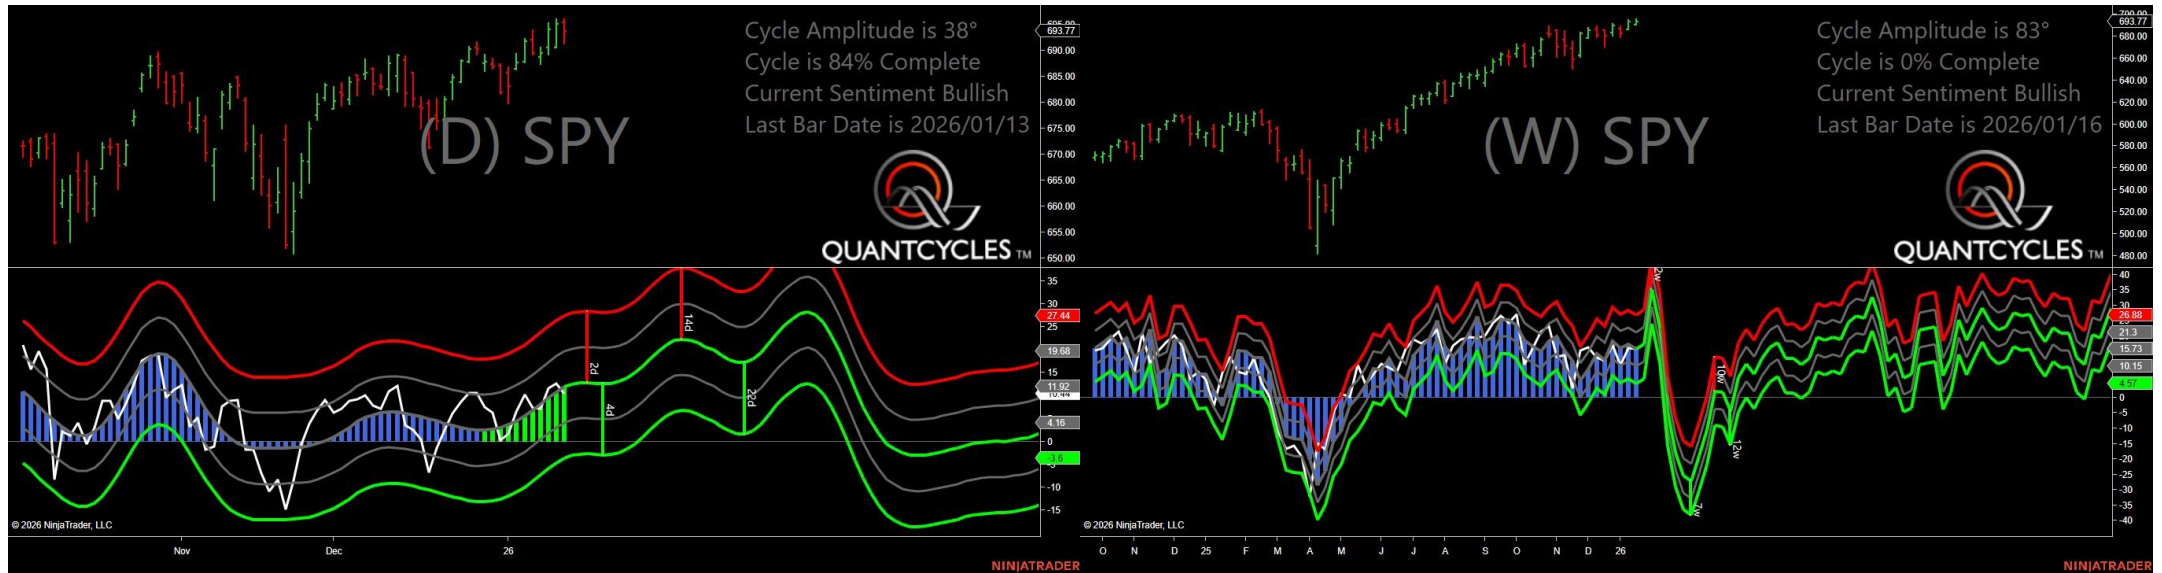 Cycle Amplitude is 38°
Cycle is 84% Complete
Current Sentiment Bullish
Last Bar Date is 2026/01/13
(D) SPY
QUANTCYCLES TM
693.77
690.00
685.00
680.00
675.00
670.00
665.00
660.00
655.00
650.00
35
30
27.44
25
19.68
15
11.92
10.44
4.16
0
-3.6
-10
-15
2d
4d
14d
22d
© 2026 NinjaTrader, LLC
Nov
Dec
26
NINJATRADER
Cycle Amplitude is 83°
Cycle is 0% Complete
Current Sentiment Bullish
Last Bar Date is 2026/01/16
(W) SPY
QUANTCYCLES TM
700.00
693.77
680.00
660.00
640.00
620.00
600.00
580.00
560.00
540.00
520.00
500.00
480.00
40
35
30
26.88
21.3
15.73
10.15
4.57
0
-5
-10
-15
-20
-25
-30
-35
-40
2w
7w
10w
12w
© 2026 NinjaTrader, LLC
O N D 25 F M A M J J A S O N D 26
NINJATRADER